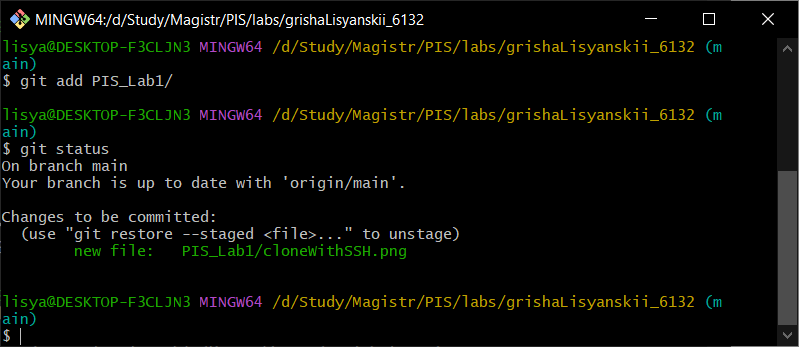 MINGW64:/d/Study/Magistr/PIS/labs/grishaLisyanskii_6132
lisya@DESKTOP-F3CLJN3 MINGW64 /d/Study/Magistr/PIS/labs/grishaLisyanskii_6132 (m
ain)
$ git add PIS_Lab1/
lisya@DESKTOP-F3CLJN3 MINGW64 /d/Study/Magistr/PIS/labs/grishaLisyanskii_6132 (m
ain)
$ git status
On branch main
Your branch is up to date with 'origin/main'.
Changes to be committed:
(use "git restore --staged <file>..." to unstage)
new file:   PIS_Lab1/cloneWithSSH.png
lisya@DESKTOP-F3CLJN3 MINGW64 /d/Study/Magistr/PIS/labs/grishaLisyanskii_6132 (m
ain)
$